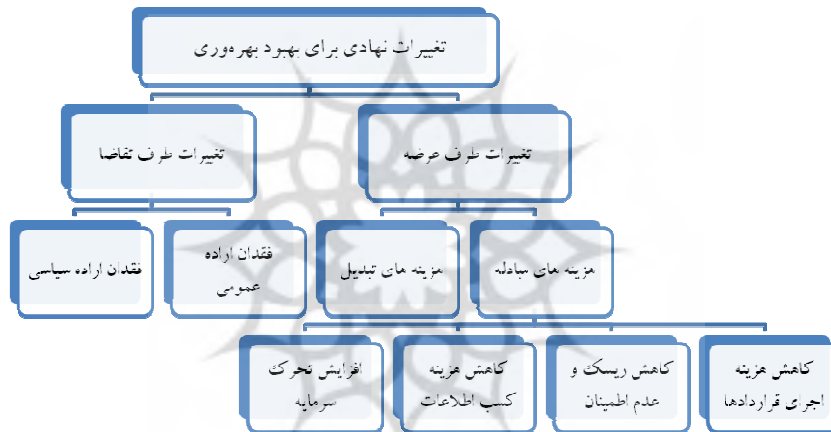 تغییرات نهادی برای بهبود بهره‌وری
تغییرات طرف عرضه
تغییرات طرف تقاضا
هزینه های مبادله
هزینه های تبدیل
فقدان اراده
عمومی
فقدان اراده سیاسی
کاهش هزینه
اجرای قراردادها
کاهش ریسک و
عدم اطمینان
کاهش هزینه
کسب اطلاعات
افزایش تحرک
سرمایه